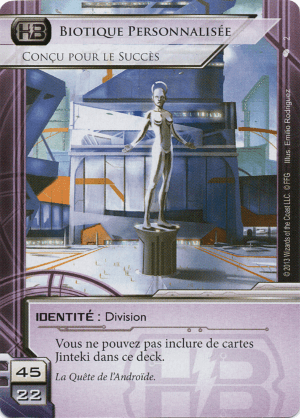 HB
BIOTIQUE PERSONNALISÉE
CONÇU POUR LE SUCCÈS
2
Illus. Emilio Rodriguez
© 2013 Wizards of the Coast LLC. © FFG
IDENTITÉ : Division
Vous ne pouvez pas inclure de cartes
Jinteki dans ce deck.
La Quête de l'Androïde.
45
22